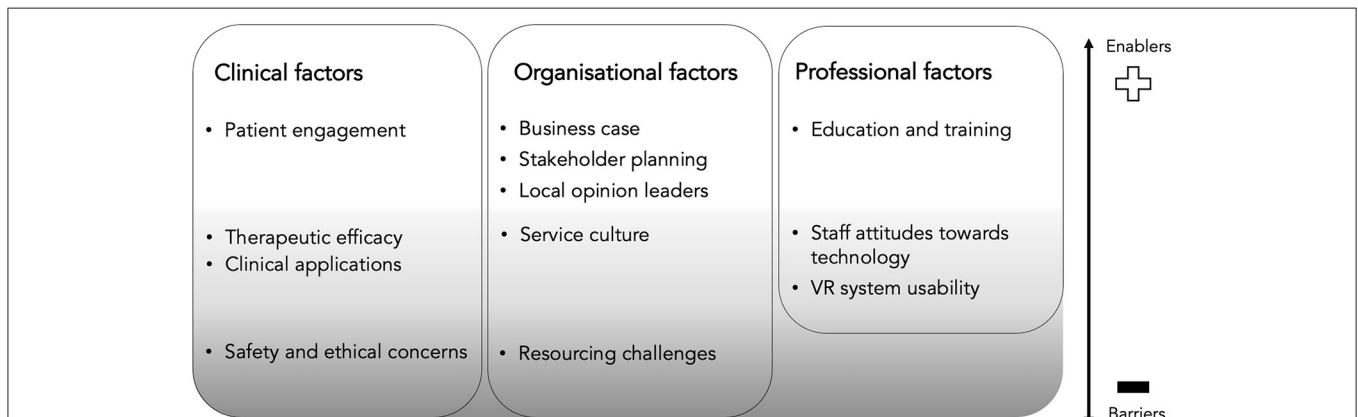 Clinical factors
• Patient engagement
• Therapeutic efficacy
• Clinical applications
• Safety and ethical concerns
Organisational factors
• Business case
• Stakeholder planning
• Local opinion leaders
• Service culture
• Resourcing challenges
Professional factors
• Education and training
• Staff attitudes towards
technology
• VR system usability
Enablers
Barriers